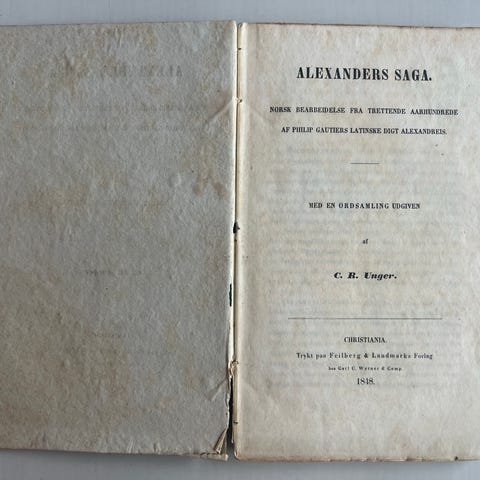 ALEXANDERS SAGA.
NORSK BEARBEIDELSE FRA TRETTENDE AARHUNDREDE
AF PHILIP GAUTIERS LATINSKE DIGT ALEXANDREIS.
MED EN ORDSAMLING UDGIVEN
af
C. R. Unger.
CHRISTIANIA.
Trykt paa Feilberg & Landmarks Forlag
hos Carl C. Werner & Comp.
1848.